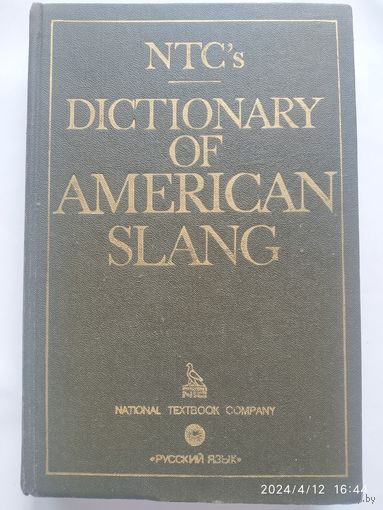 NTC's
DICTIONARY
OF
AMERICAN
SLANG
NTC
NATIONAL TEXTBOOK COMPANY
«РУССКИЙ ЯЗЫК»
2024/4/12 16:44